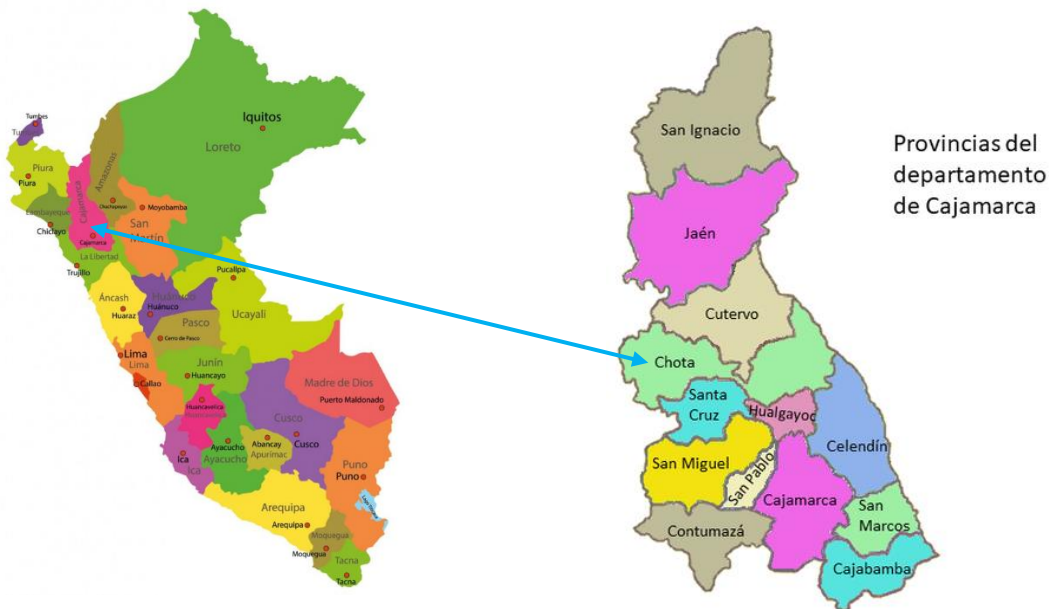 Tumbes
Tumbes
Piura
Piura
Lambayeque
Chiclayo
Cajamarca
Cajamarca
Amazonas
Chachapoyas
Moyobamba
San
Martín
Loreto
Iquitos
La Libertad
Trujillo
Áncash
Huaraz
Huánuco
Huánuco
Pucallpa
Ucayali
Pasco
Cerro de Pasco
Lima
Lima
Callao
Junín
Huancayo
Huancavelica
Huancavelica
Madre de Dios
Puerto Maldonado
Cusco
Cusco
Ica
Ica
Ayacucho
Ayacucho
Abancay
Apurímac
Puno
Puno
Arequipa
Arequipa
Moquegua
Moquegua
Tacna
Tacna
San Ignacio
Jaén
Cutervo
Chota
Santa
Cruz
Hualgayoc
Celendín
San Miguel
San Pablo
Cajamarca
San
Marcos
Contumazá
Cajabamba
Provincias del
departamento
de Cajamarca